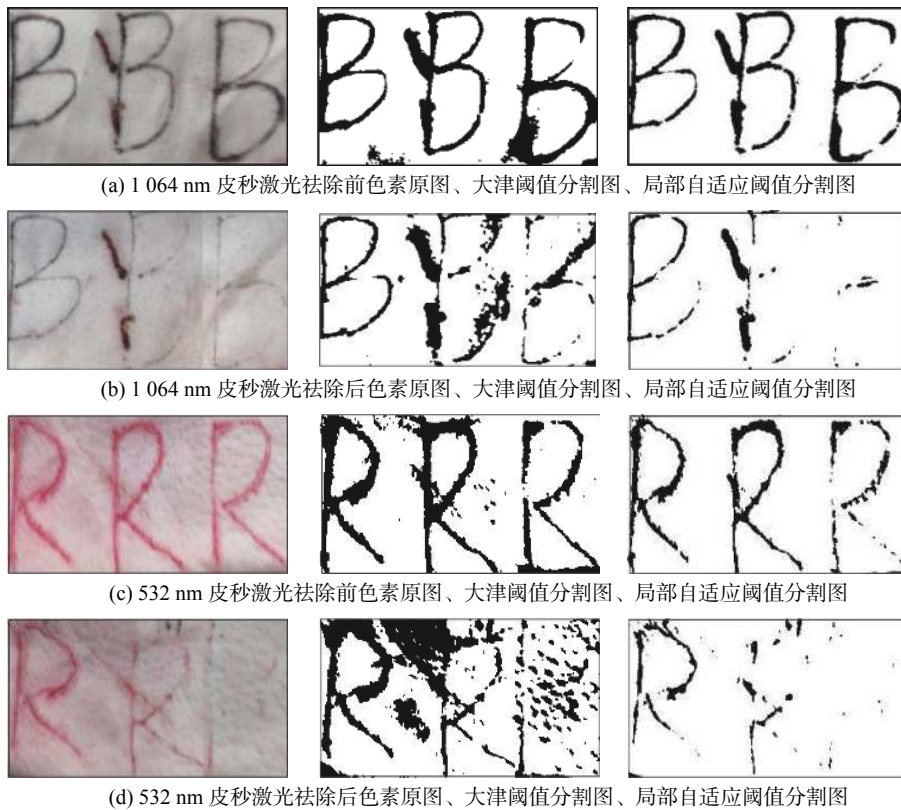 B B B B B B B B B
(a) 1 064 nm 皮秒激光祛除前色素原图、大津阈值分割图、局部自适应阈值分割图
B B B
(b) 1 064 nm 皮秒激光祛除后色素原图、大津阈值分割图、局部自适应阈值分割图
R R R R R R R R R
(c) 532 nm 皮秒激光祛除前色素原图、大津阈值分割图、局部自适应阈值分割图
R R R R R
(d) 532 nm 皮秒激光祛除后色素原图、大津阈值分割图、局部自适应阈值分割图